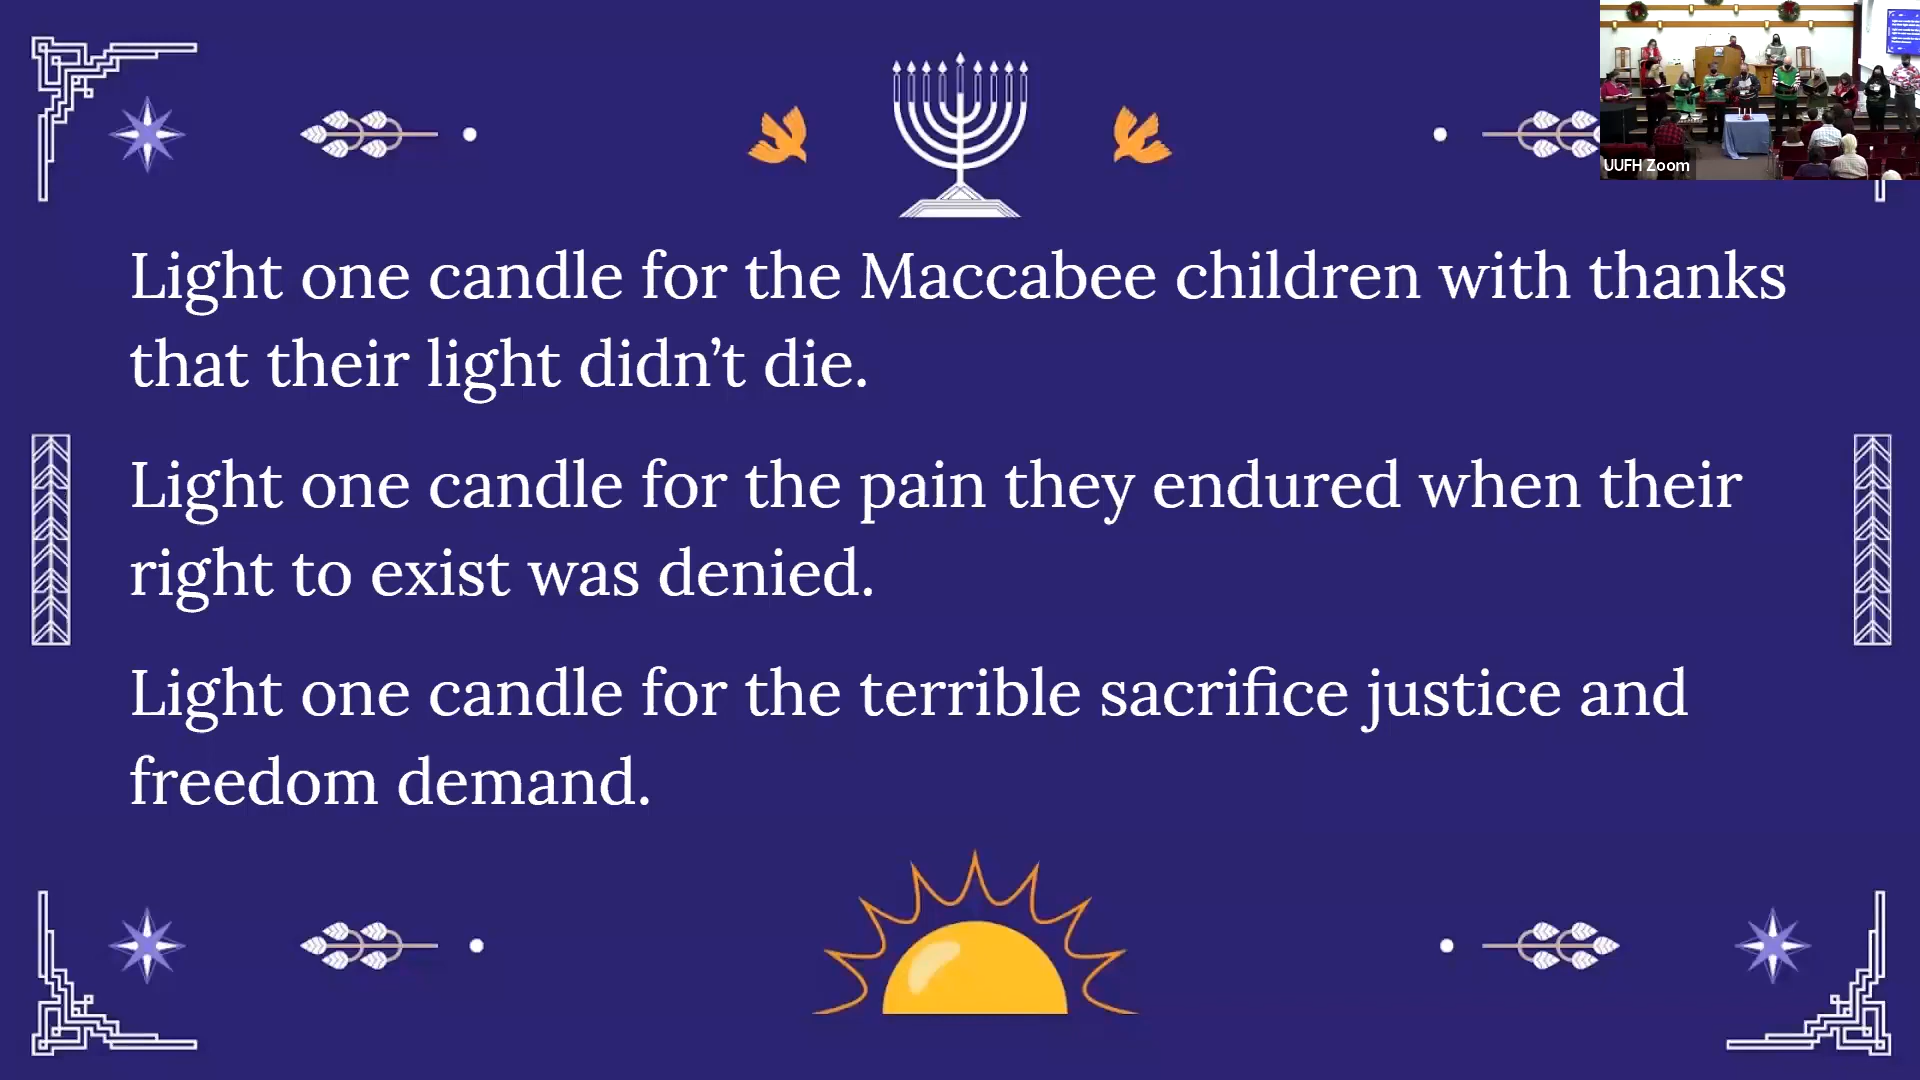 UUFH Zoom
Light one candle for the Maccabee children with thanks
that their light didn’t die.
Light one candle for the pain they endured when their
right to exist was denied.
Light one candle for the terrible sacrifice justice and
freedom demand.